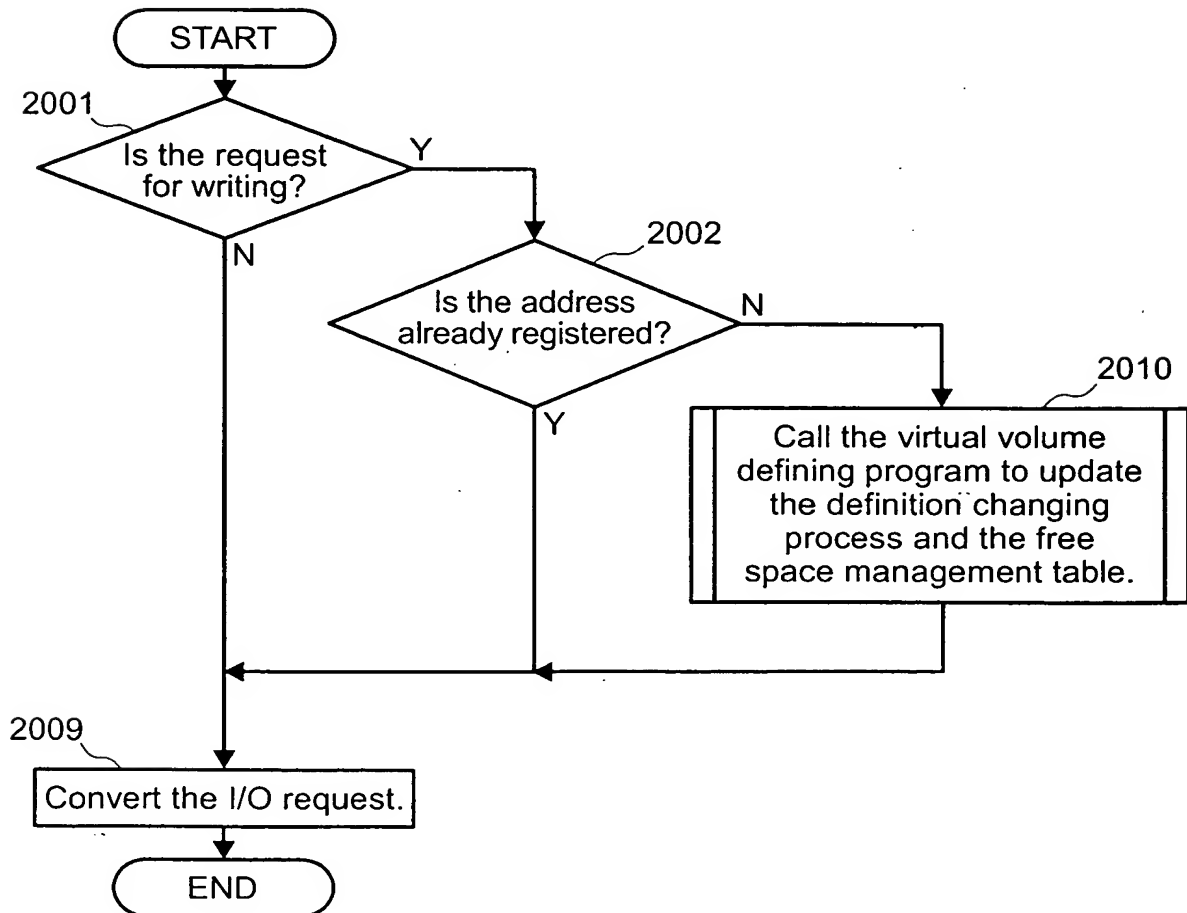 START
2001
Is the request
for writing?
Y
N
2002
Is the address
already registered?
N
Y
2010
Call the virtual volume
defining program to update
the definition changing
process and the free
space management table.
2009
Convert the I/O request.
END